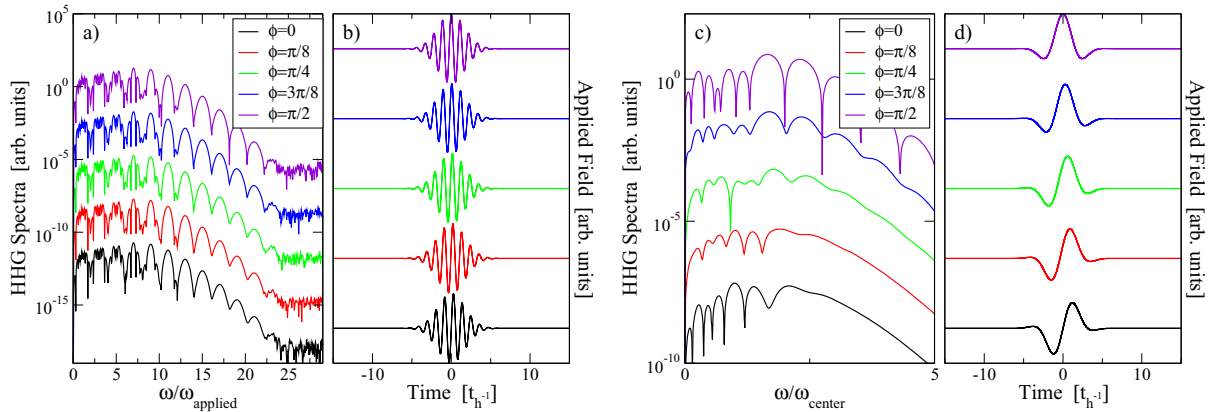 a)
HHG Spectra [arb. units]
10^5
10^0
10^-5
10^-10
10^-15
0 5 10 15 20 25
ω/ω_applied
ϕ=0
ϕ=π/8
ϕ=π/4
ϕ=3π/8
ϕ=π/2
b)
-10 0 10
Time [t_h^-1]
Applied Field [arb. units]
c)
HHG Spectra [arb. units]
10^0
10^-5
10^-10
0 2.5 5
ω/ω_center
ϕ=0
ϕ=π/8
ϕ=π/4
ϕ=3π/8
ϕ=π/2
d)
-10 0 10
Time [t_h^-1]
Applied Field [arb. units]